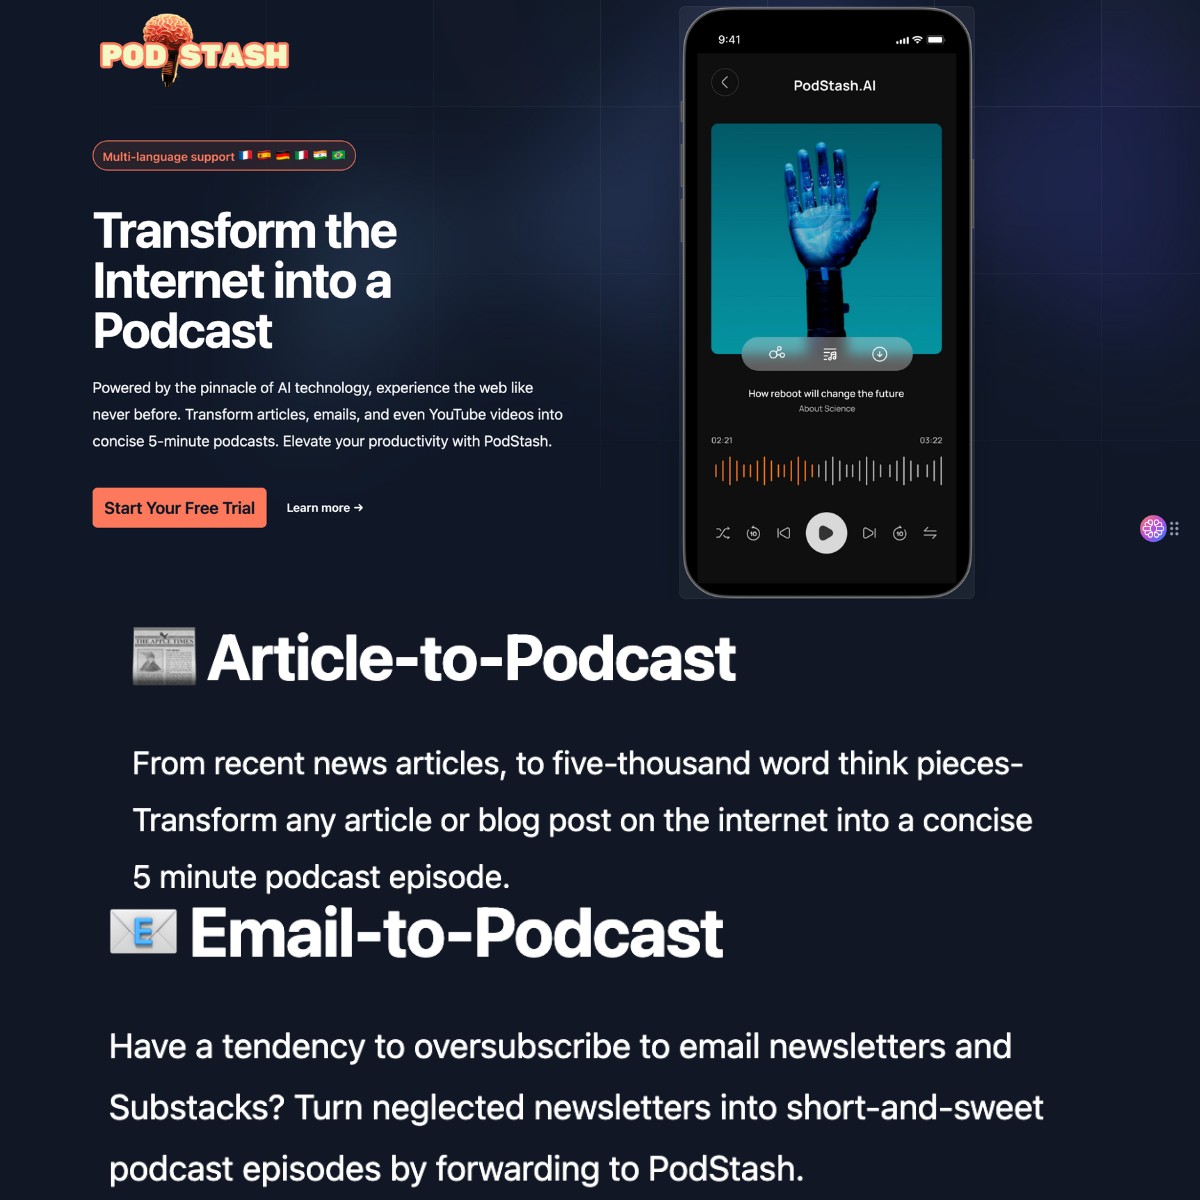 POD STASH
Multi-language support 🇫🇷 🇪🇸 🇩🇪 🇮🇹 🇮🇳 🇧🇷
Transform the
Internet into a
Podcast
Powered by the pinnacle of AI technology, experience the web like
never before. Transform articles, emails, and even YouTube videos into
concise 5-minute podcasts. Elevate your productivity with PodStash.
Start Your Free Trial
Learn more →
9:41
PodStash.AI
How reboot will change the future
About Science
02:21
03:22
10
10
THE APPLE TIMES
Article-to-Podcast
From recent news articles, to five-thousand word think pieces-
Transform any article or blog post on the internet into a concise
5 minute podcast episode.
E
Email-to-Podcast
Have a tendency to oversubscribe to email newsletters and
Substacks? Turn neglected newsletters into short-and-sweet
podcast episodes by forwarding to PodStash.